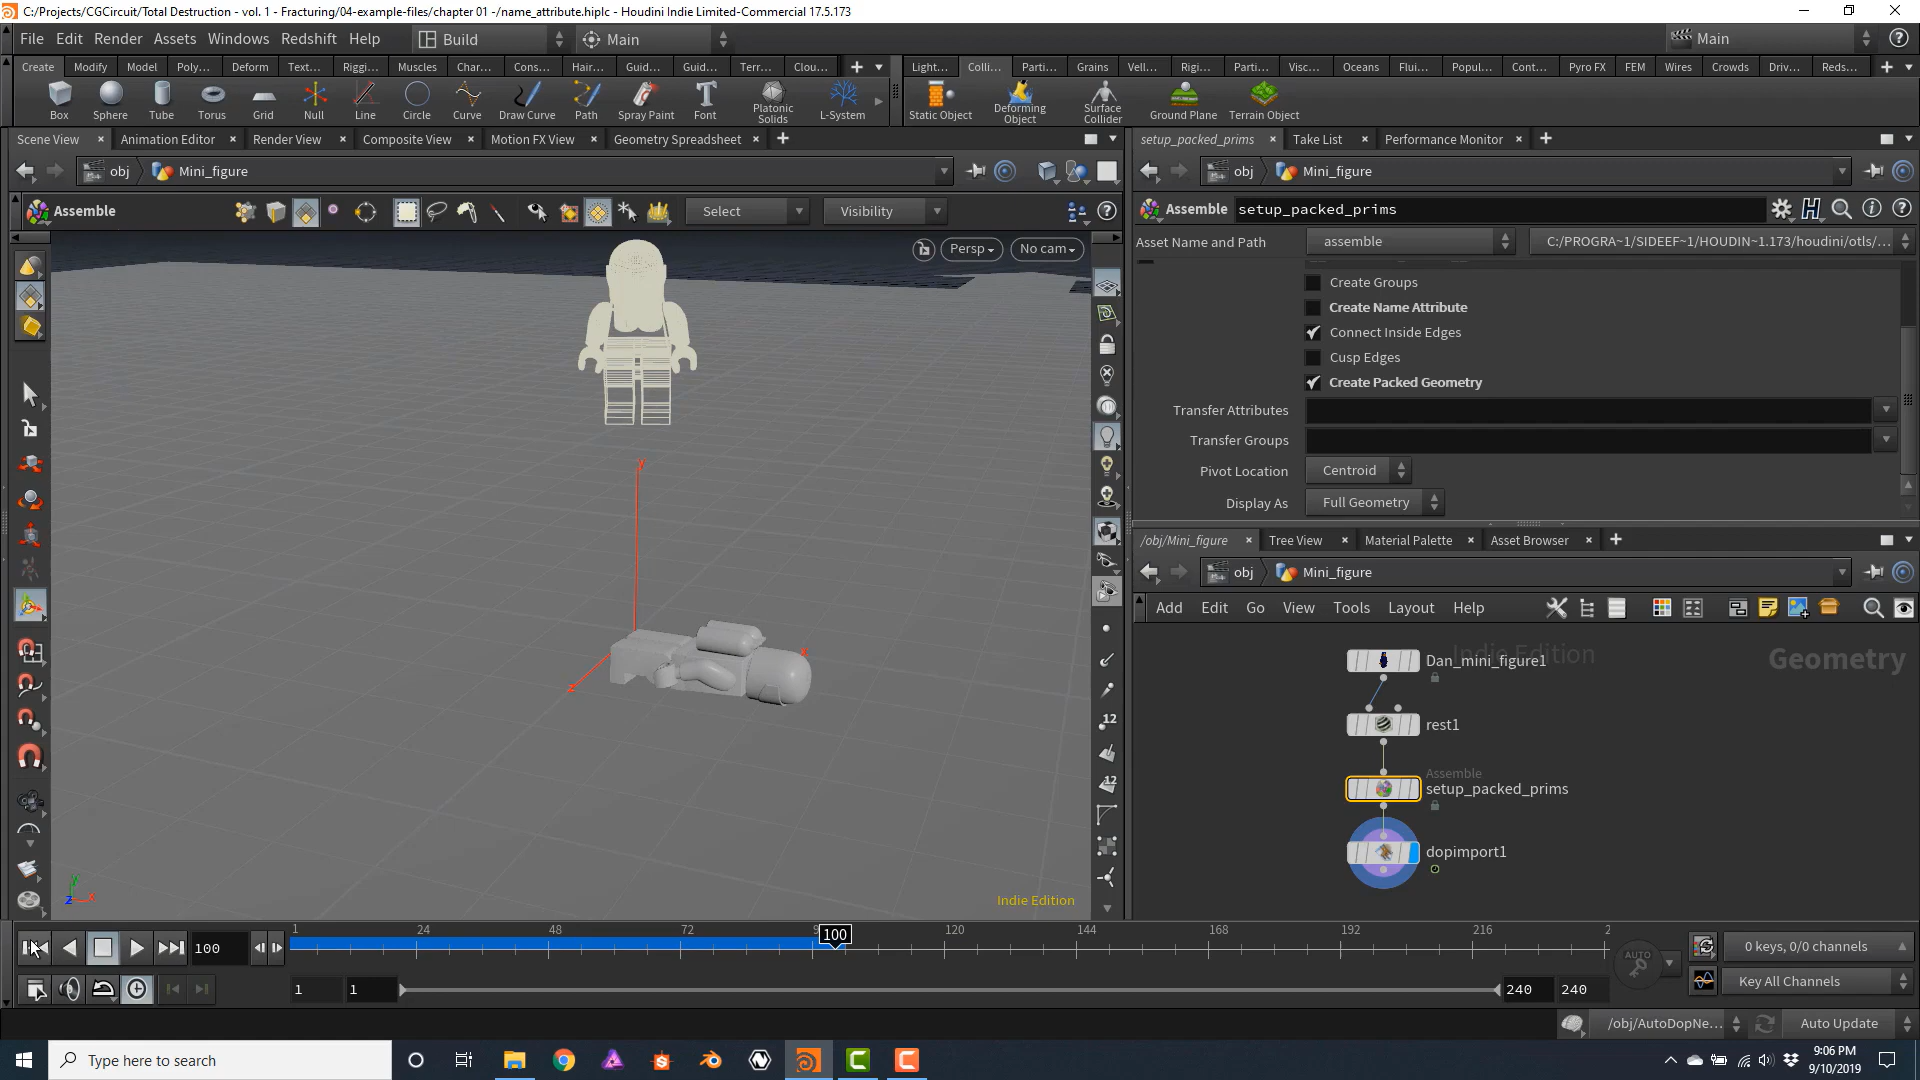 C:/Projects/CGCircuit/Total Destruction - vol. 1 - Fracturing/04-example-files/chapter 01 -/name_attribute.hiplc - Houdini Indie Limited-Commercial 17.5.173
File Edit Render Assets Windows Redshift Help Build Main Main
Create Modify Model Poly... Deform Text... Riggi... Muscles Char... Cons... Hair... Guid... Guid... Terr... Clou... Light... Colli... Parti... Grains Vell... Rigi... Parti... Visc... Oceans Flui... Popul... Cont... Pyro FX FEM Wires Crowds Driv... Reds...
Box Sphere Tube Torus Grid Null Line Circle Curve Draw Curve Path Spray Paint Font Platonic Solids L-System Static Object Deforming Object Surface Collider Ground Plane Terrain Object
Scene View Animation Editor Render View Composite View Motion FX View Geometry Spreadsheet setup_packed_prims Take List Performance Monitor
obj Mini_figure obj Mini_figure
Assemble Select Visibility Assemble setup_packed_prims
Asset Name and Path assemble C:/PROGRA~1/SIDEEF~1/HOUDIN~1.173/houdini/otls/...
Persp No cam
Create Groups
Create Name Attribute
Connect Inside Edges
Cusp Edges
Create Packed Geometry
Transfer Attributes
Transfer Groups
Pivot Location Centroid
Display As Full Geometry
/obj/Mini_figure Tree View Material Palette Asset Browser
obj Mini_figure
Add Edit Go View Tools Layout Help
Indie Edition
Geometry
Dan_mini_figure1
rest1
Assemble
setup_packed_prims
dopimport1
Y
X
Z
12
12
y
z x
Indie Edition
100 1 24 48 72 9 100 120 144 168 192 216 2
AUTO
0 keys, 0/0 channels
1 1 240 240 Key All Channels
/obj/AutoDopNe... Auto Update
Type here to search
9:06 PM
9/10/2019